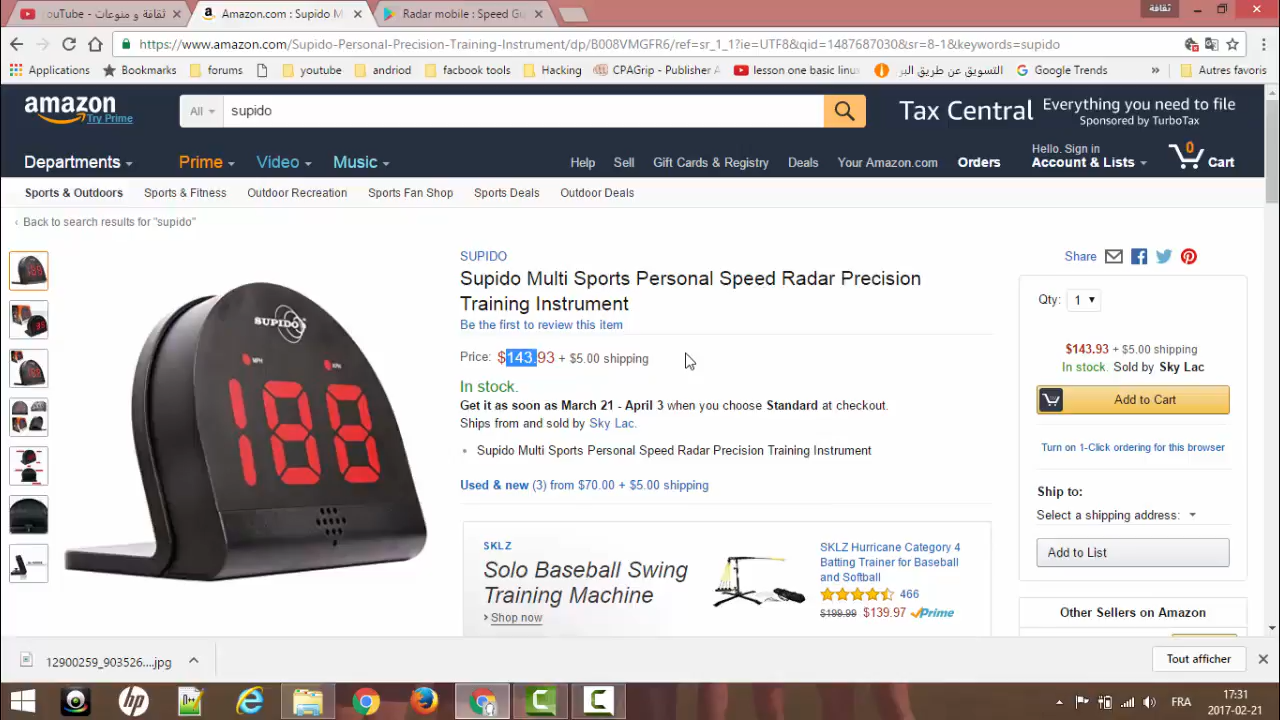 YouTube - ثقافة و منوعات
Amazon.com : Supido M
Radar mobile : Speed Gu
ثقافة
https://www.amazon.com/Supido-Personal-Precision-Training-Instrument/dp/B008VMGFR6/ref=sr_1_1?ie=UTF8&qid=1487687030&sr=8-1&keywords=supido
Applications
Bookmarks
forums
youtube
andriod
facbook tools
Hacking
CPAGrip - Publisher A
lesson one basic linu
التسويق عن طريق البر
Google Trends
»
Autres favoris
amazon
Try Prime
All
supido
Tax Central
Everything you need to file
Sponsored by TurboTax
Departments
Prime
Video
Music
Help
Sell
Gift Cards & Registry
Deals
Your Amazon.com
Orders
Hello. Sign in
Account & Lists
0
Cart
Sports & Outdoors
Sports & Fitness
Outdoor Recreation
Sports Fan Shop
Sports Deals
Outdoor Deals
‹ Back to search results for "supido"
SUPIDO
MPH
KPH
188
SUPIDO
Supido Multi Sports Personal Speed Radar Precision
Training Instrument
Be the first to review this item
Price: $143.93 + $5.00 shipping
In stock.
Get it as soon as March 21 - April 3 when you choose Standard at checkout.
Ships from and sold by Sky Lac.
• Supido Multi Sports Personal Speed Radar Precision Training Instrument
Used & new (3) from $70.00 + $5.00 shipping
SKLZ
Solo Baseball Swing
Training Machine
› Shop now
SKLZ Hurricane Category 4
Batting Trainer for Baseball
and Softball
466
$199.99 $139.97 Prime
Share
Qty: 1
$143.93 + $5.00 shipping
In stock. Sold by Sky Lac
Add to Cart
Turn on 1-Click ordering for this browser
Ship to:
Select a shipping address:
Add to List
Other Sellers on Amazon
12900259_903526....jpg
Tout afficher
FRA
17:31
2017-02-21